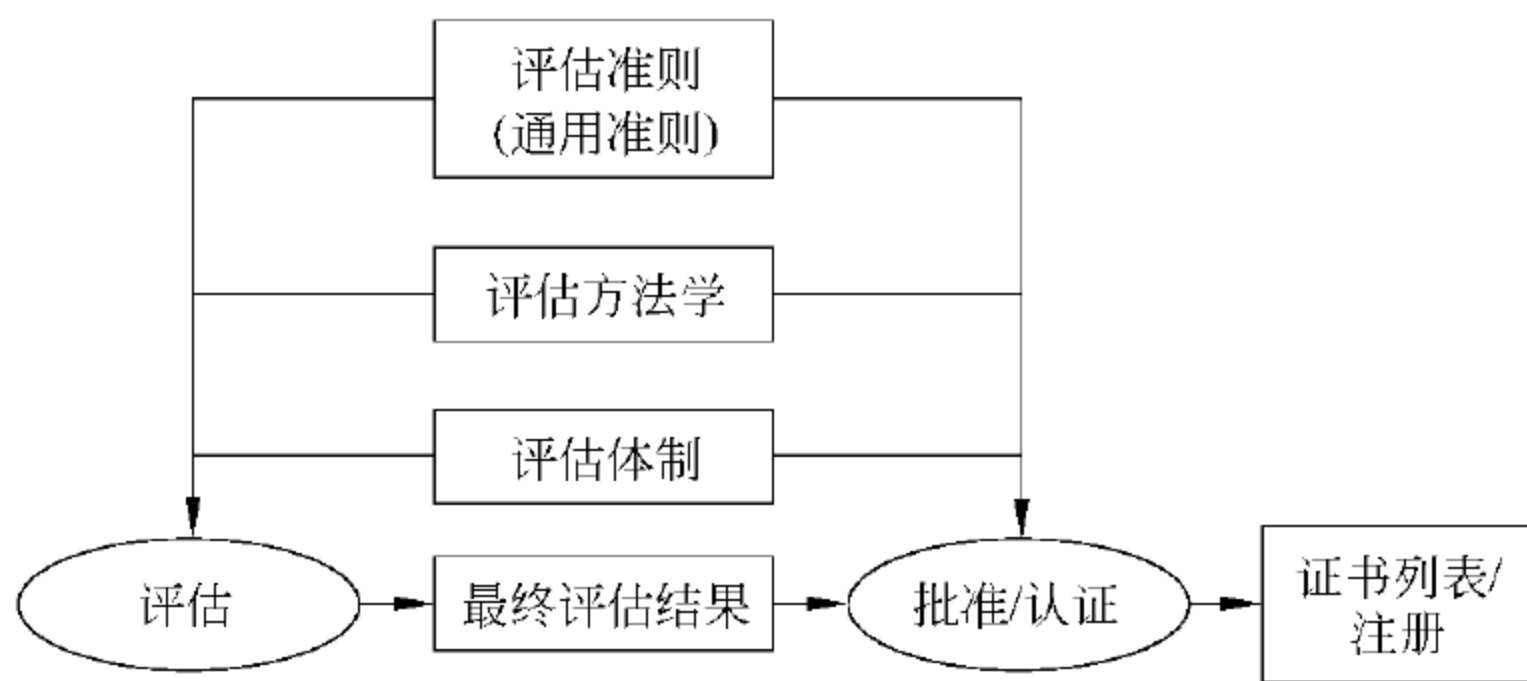 评估准则
(通用准则)
评估方法学
评估体制
评估
最终评估结果
批准/认证
证书列表/
注册